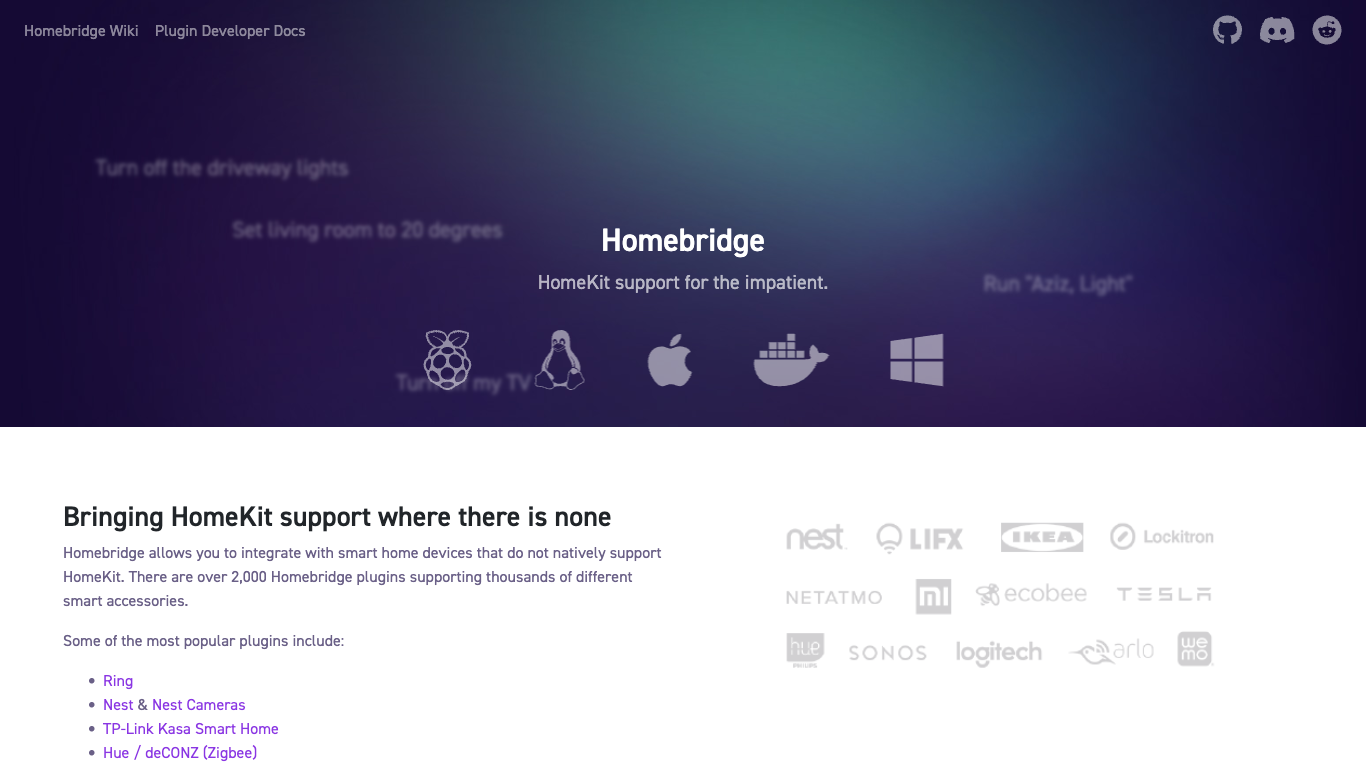 Homebridge Wiki Plugin Developer Docs
Turn off the driveway lights
Set living room to 20 degrees
Homebridge
HomeKit support for the impatient.
Run "Aziz, Light"
my TV
Bringing HomeKit support where there is none
Homebridge allows you to integrate with smart home devices that do not natively support
HomeKit. There are over 2,000 Homebridge plugins supporting thousands of different
smart accessories.
Some of the most popular plugins include:
Ring
Nest & Nest Cameras
TP-Link Kasa Smart Home
Hue / deCONZ (Zigbee)
nest LIFX IKEA Lockitron
NETATMO mi ecobee TESLA
hue PHILIPS SONOS logitech arlo wemo